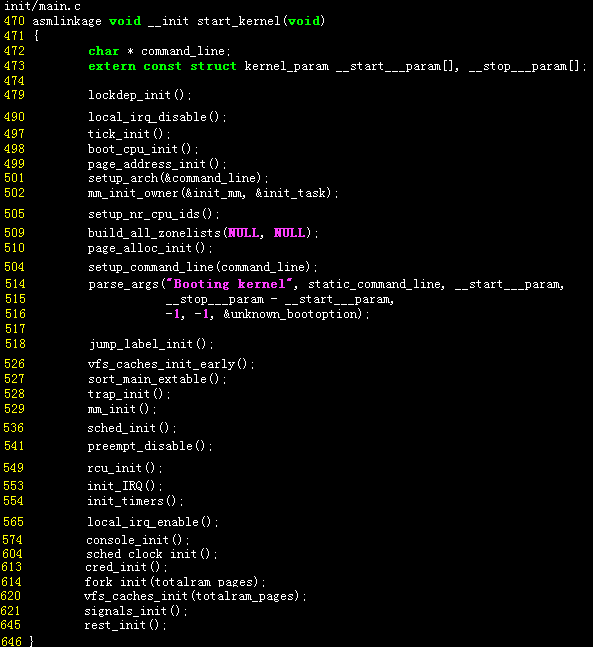 init/main.c
470 asmlinkage void __init start_kernel(void)
471 {
472 char * command_line;
473 extern const struct kernel_param __start___param[], __stop___param[];
474
479 lockdep_init();
490 local_irq_disable();
497 tick_init();
498 boot_cpu_init();
499 page_address_init();
501 setup_arch(&command_line);
502 mm_init_owner(&init_mm, &init_task);
505 setup_nr_cpu_ids();
509 build_all_zonelists(NULL, NULL);
510 page_alloc_init();
504 setup_command_line(command_line);
514 parse_args("Booting kernel", static_command_line, __start___param,
515 __stop___param - __start___param,
516 -1, -1, &unknown_bootoption);
517
518 jump_label_init();
526 vfs_caches_init_early();
527 sort_main_extable();
528 trap_init();
529 mm_init();
536 sched_init();
541 preempt_disable();
549 rcu_init();
553 init_IRQ();
554 init_timers();
565 local_irq_enable();
574 console_init();
604 sched_clock_init();
613 cred_init();
614 fork_init(totalram_pages);
620 vfs_caches_init(totalram_pages);
621 signals_init();
645 rest_init();
646 }